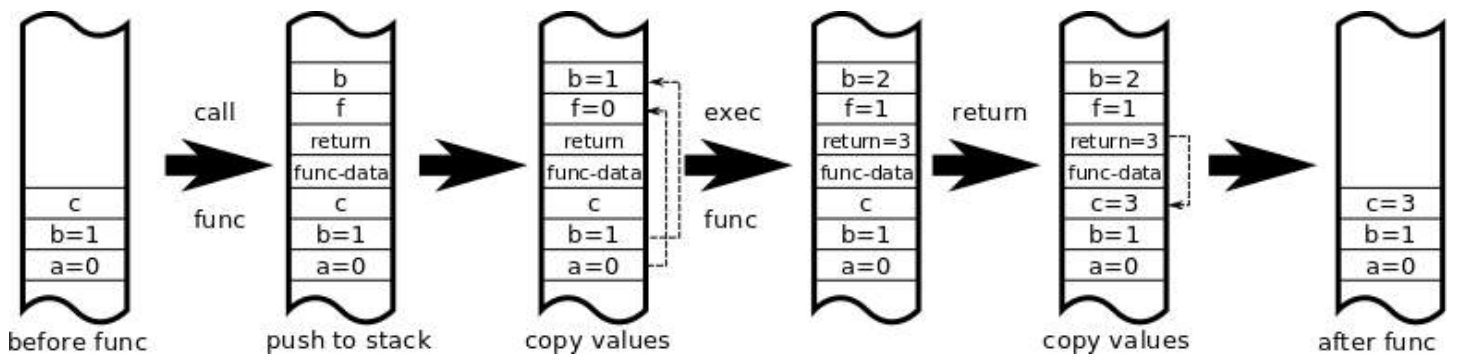 c
b=1
a=0
before func
call
func
b
f
return
func-data
c
b=1
a=0
push to stack
b=1
f=0
return
func-data
c
b=1
a=0
copy values
exec
func
b=2
f=1
return=3
func-data
c
b=1
a=0
return
b=2
f=1
return=3
func-data
c=3
b=1
a=0
copy values
c=3
b=1
a=0
after func